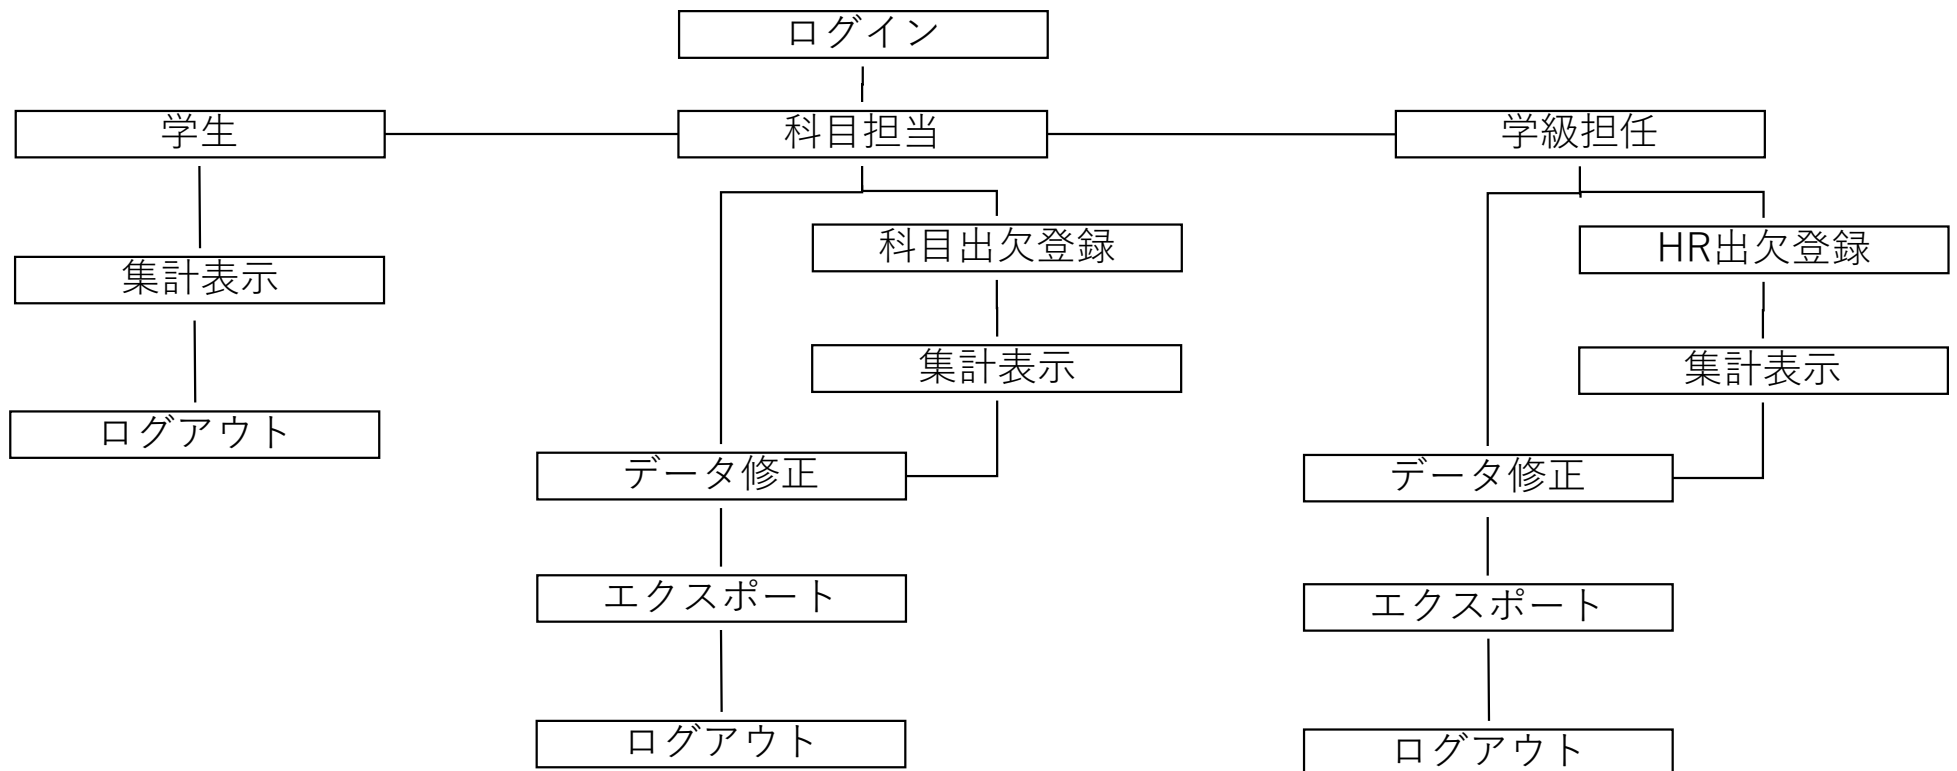 ログイン
学生
科目担当
学級担任
科目出欠登録
HR出欠登録
集計表示
集計表示
集計表示
ログアウト
データ修正
データ修正
エクスポート
エクスポート
ログアウト
ログアウト